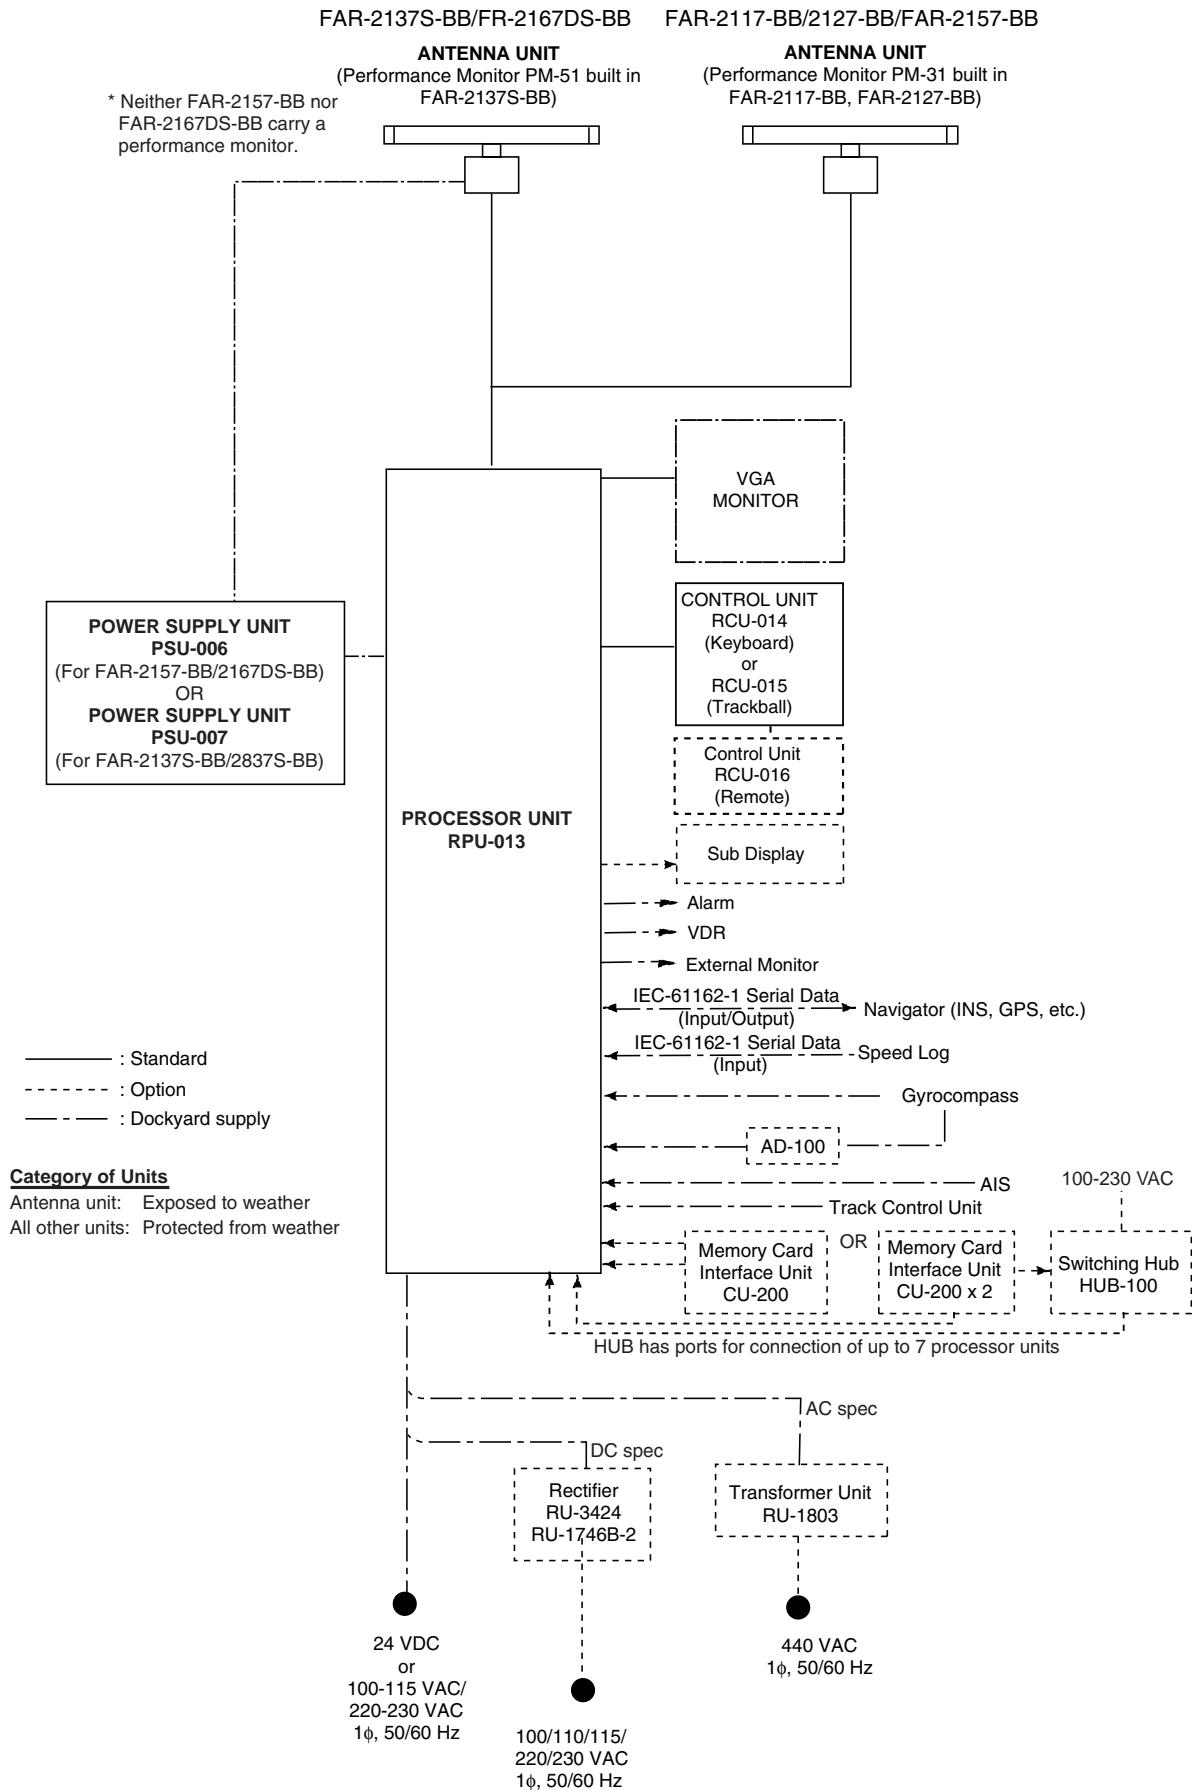 FAR-2137S-BB/FR-2167DS-BB
FAR-2117-BB/2127-BB/FAR-2157-BB
ANTENNA UNIT
(Performance Monitor PM-51 built in
FAR-2137S-BB)
ANTENNA UNIT
(Performance Monitor PM-31 built in
FAR-2117-BB, FAR-2127-BB)
* Neither FAR-2157-BB nor
FAR-2167DS-BB carry a
performance monitor.
VGA
MONITOR
CONTROL UNIT
RCU-014
(Keyboard)
or
RCU-015
(Trackball)
POWER SUPPLY UNIT
PSU-006
(For FAR-2157-BB/2167DS-BB)
OR
POWER SUPPLY UNIT
PSU-007
(For FAR-2137S-BB/2837S-BB)
Control Unit
RCU-016
(Remote)
PROCESSOR UNIT
RPU-013
Sub Display
Alarm
VDR
External Monitor
IEC-61162-1 Serial Data
(Input/Output)
Navigator (INS, GPS, etc.)
IEC-61162-1 Serial Data
(Input)
Speed Log
Gyrocompass
AD-100
AIS
Track Control Unit
: Standard
: Option
: Dockyard supply
Category of Units
Antenna unit: Exposed to weather
All other units: Protected from weather
100-230 VAC
Memory Card
Interface Unit
CU-200
OR
Memory Card
Interface Unit
CU-200 x 2
Switching Hub
HUB-100
HUB has ports for connection of up to 7 processor units
AC spec
DC spec
Rectifier
RU-3424
RU-1746B-2
Transformer Unit
RU-1803
24 VDC
or
100-115 VAC/
220-230 VAC
1ϕ, 50/60 Hz
100/110/115/
220/230 VAC
1ϕ, 50/60 Hz
440 VAC
1ϕ, 50/60 Hz